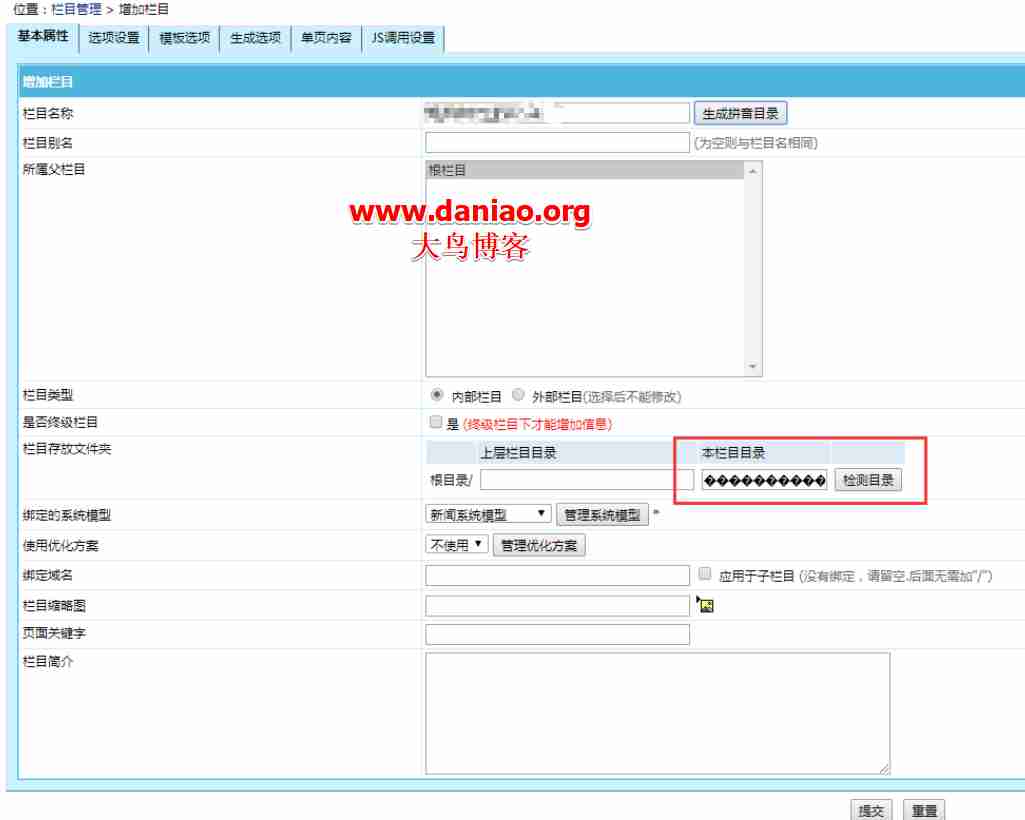 位置：栏目管理 > 增加栏目
基本属性 选项设置 模板选项 生成选项 单页内容 JS调用设置
增加栏目
栏目名称 生成拼音目录
栏目别名 (为空则与栏目名相同)
所属父栏目 根栏目
www.daniao.org
大鸟博客
栏目类型 内部栏目 外部栏目(选择后不能修改)
是否终级栏目 是 (终级栏目下才能增加信息)
栏目存放文件夹 上层栏目目录 本栏目目录
根目录/ ������������ 检测目录
绑定的系统模型 新闻系统模型 管理系统模型 *
使用优化方案 不使用 管理优化方案
绑定域名 应用于子栏目 (没有绑定，请留空.后面无需加"/")
栏目缩略图
页面关键字
栏目简介
提交 重置